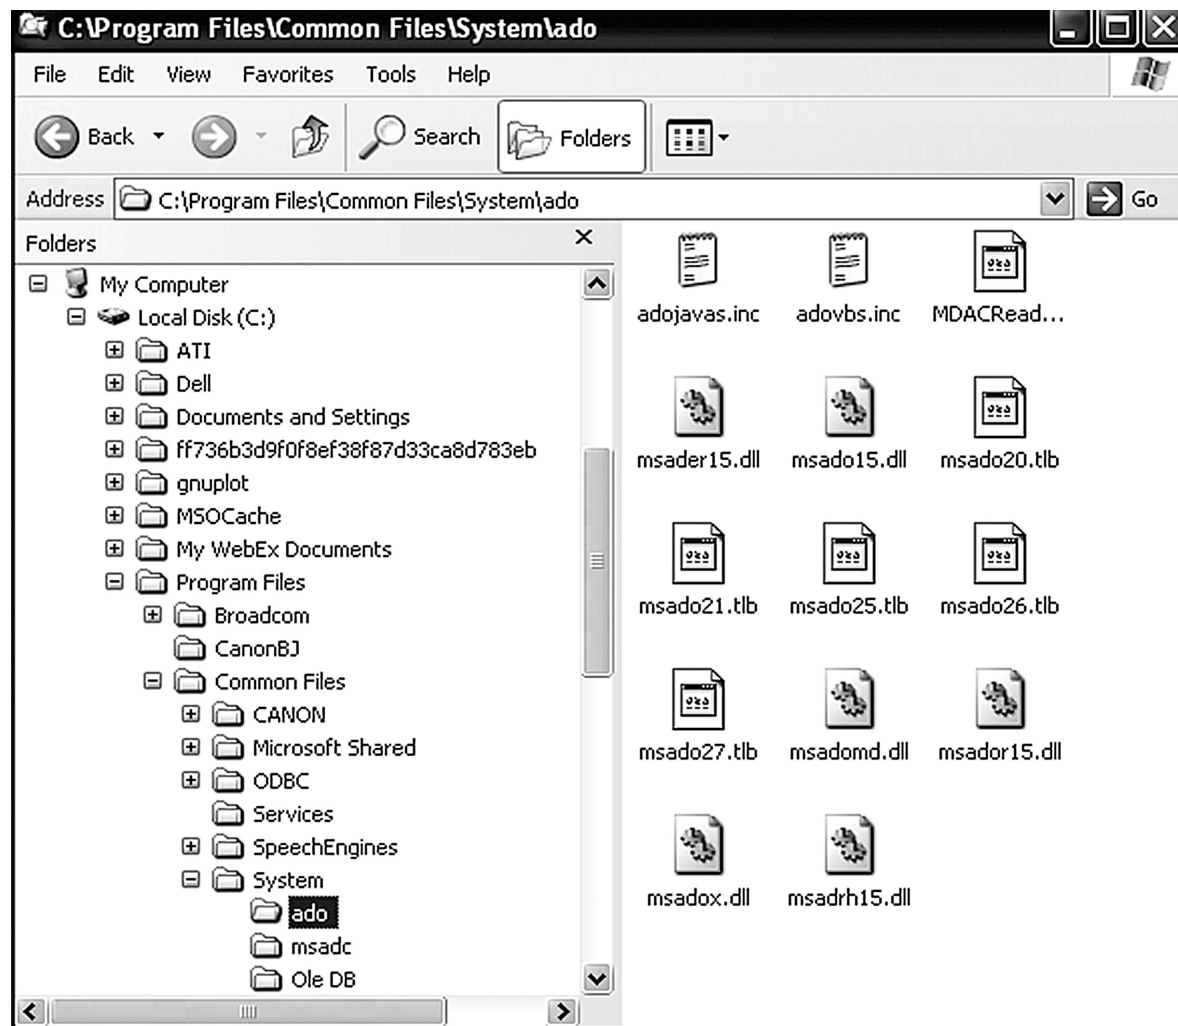 C:\Program Files\Common Files\System\ado
File Edit View Favorites Tools Help
Back Search Folders
Address C:\Program Files\Common Files\System\ado Go
Folders
My Computer
Local Disk (C:)
ATI
Dell
Documents and Settings
ff736b3d9f0f8ef38f87d33ca8d783eb
gnuplot
MSOCache
My WebEx Documents
Program Files
Broadcom
CanonBJ
Common Files
CANON
Microsoft Shared
ODBC
Services
SpeechEngines
System
ado
msadc
Ole DB
adojavas.inc adovbs.inc MDACRead...
msader15.dll msado15.dll msado20.tlb
msado21.tlb msado25.tlb msado26.tlb
msado27.tlb msadomd.dll msador15.dll
msadox.dll msadrh15.dll